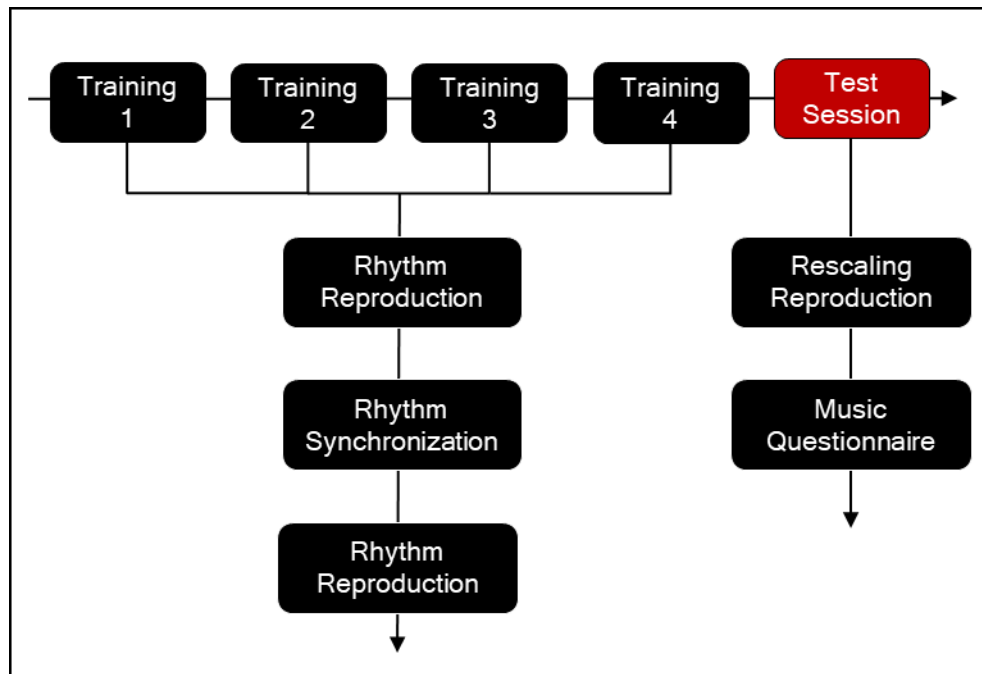 Training
1
Training
2
Training
3
Training
4
Test
Session
Rhythm
Reproduction
Rescaling
Reproduction
Rhythm
Synchronization
Music
Questionnaire
Rhythm
Reproduction